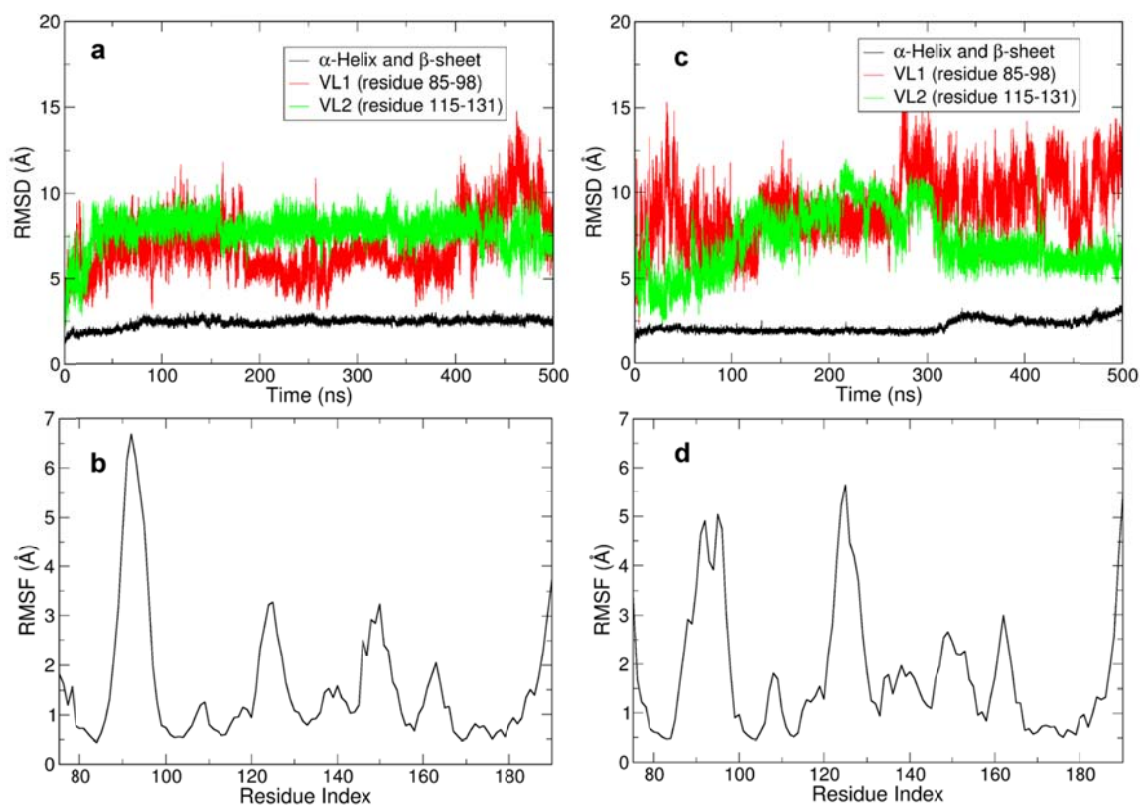 a
α-Helix and β-sheet
VL1 (residue 85-98)
VL2 (residue 115-131)
RMSD (Å)
20
15
10
5
0
0 100 200 300 400 500
Time (ns)
c
α-Helix and β-sheet
VL1 (residue 85-98)
VL2 (residue 115-131)
RMSD (Å)
20
15
10
5
0
0 100 200 300 400 500
Time (ns)
b
RMSF (Å)
7
6
5
4
3
2
1
0
80 100 120 140 160 180
Residue Index
d
RMSF (Å)
7
6
5
4
3
2
1
0
80 100 120 140 160 180
Residue Index